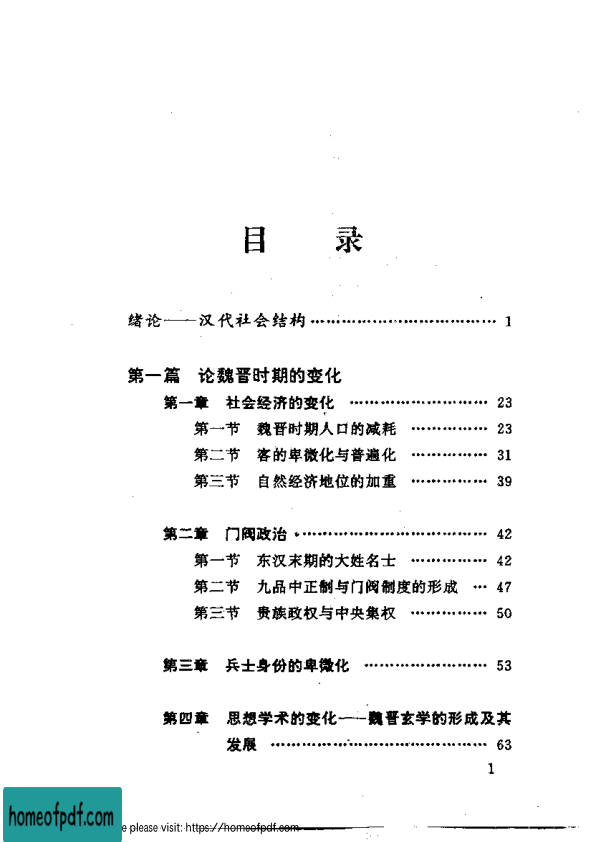 目 录
绪论——汉代社会结构 …………………………… 1
第一篇 论魏晋时期的变化
第一章 社会经济的变化 ……………………… 23
第一节 魏晋时期人口的减耗 …………… 23
第二节 客的卑微化与普遍化 …………… 31
第三节 自然经济地位的加重 …………… 39
第二章 门阀政治 ……………………………… 42
第一节 东汉末期的大姓名士 …………… 42
第二节 九品中正制与门阀制度的形成 … 47
第三节 贵族政权与中央集权 …………… 50
第三章 兵士身份的卑微化 …………………… 53
第四章 思想学术的变化——魏晋玄学的形成及其
发展 …………………………………… 63
1
homeofpdf.com
e please visit: https://homeofpdf.com